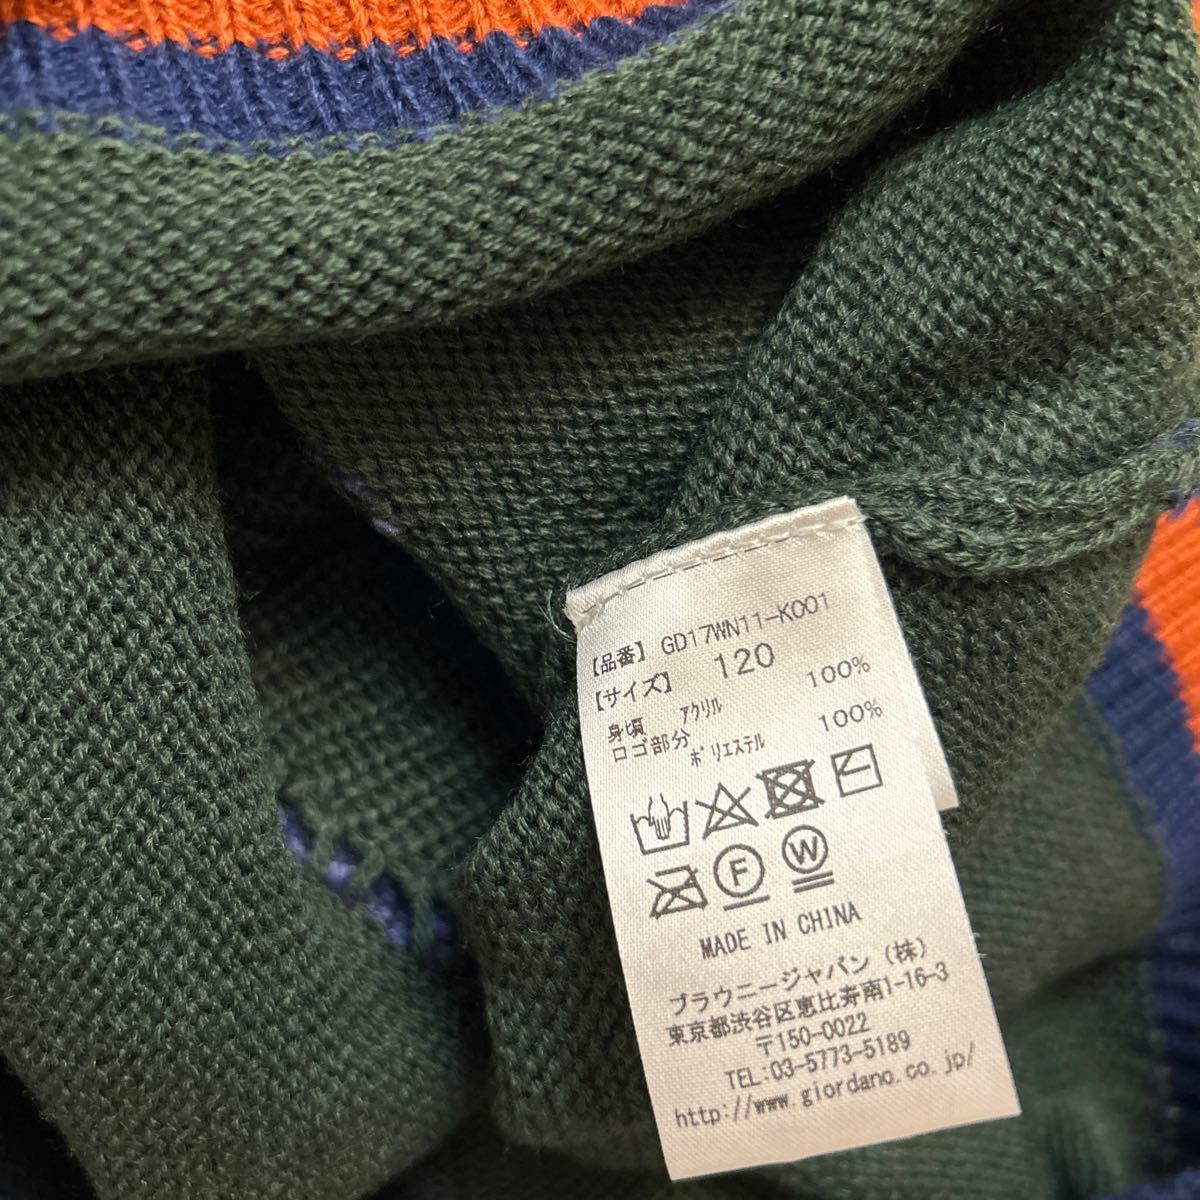 【品番】 GD17WN11-K001
【サイズ】 120
身頃 アクリル 100%
ロゴ部分 ポリエステル 100%
F W
MADE IN CHINA
ブラウニージャパン（株）
東京都渋谷区恵比寿南1-16-3
〒150-0022
TEL:03-5773-5189
http://www.giordano.co.jp/